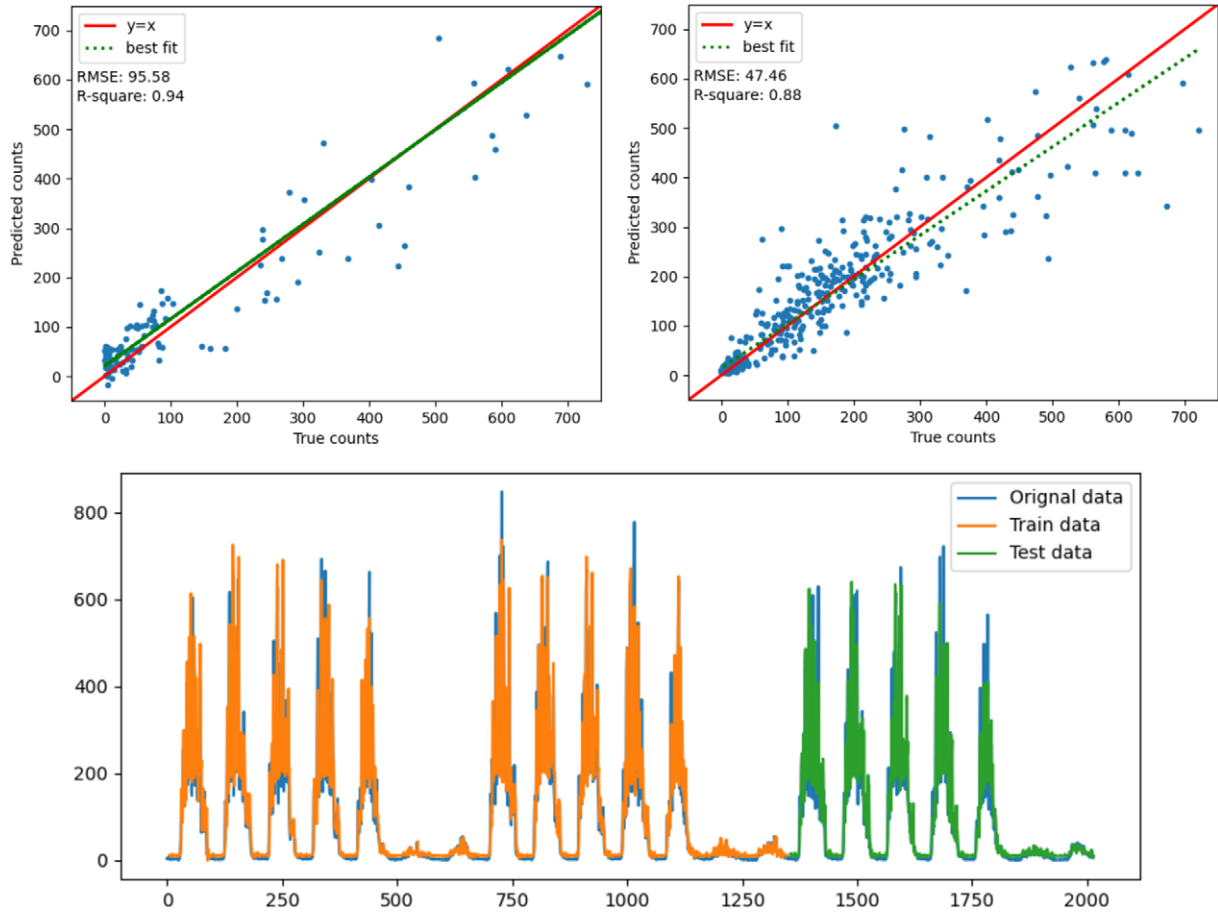 y=x
best fit
RMSE: 95.58
R-square: 0.94
700
600
500
400
300
200
100
0
Predicted counts
0 100 200 300 400 500 600 700
True counts
y=x
best fit
RMSE: 47.46
R-square: 0.88
700
600
500
400
300
200
100
0
Predicted counts
0 100 200 300 400 500 600 700
True counts
Orignal data
Train data
Test data
800
600
400
200
0
0 250 500 750 1000 1250 1500 1750 2000